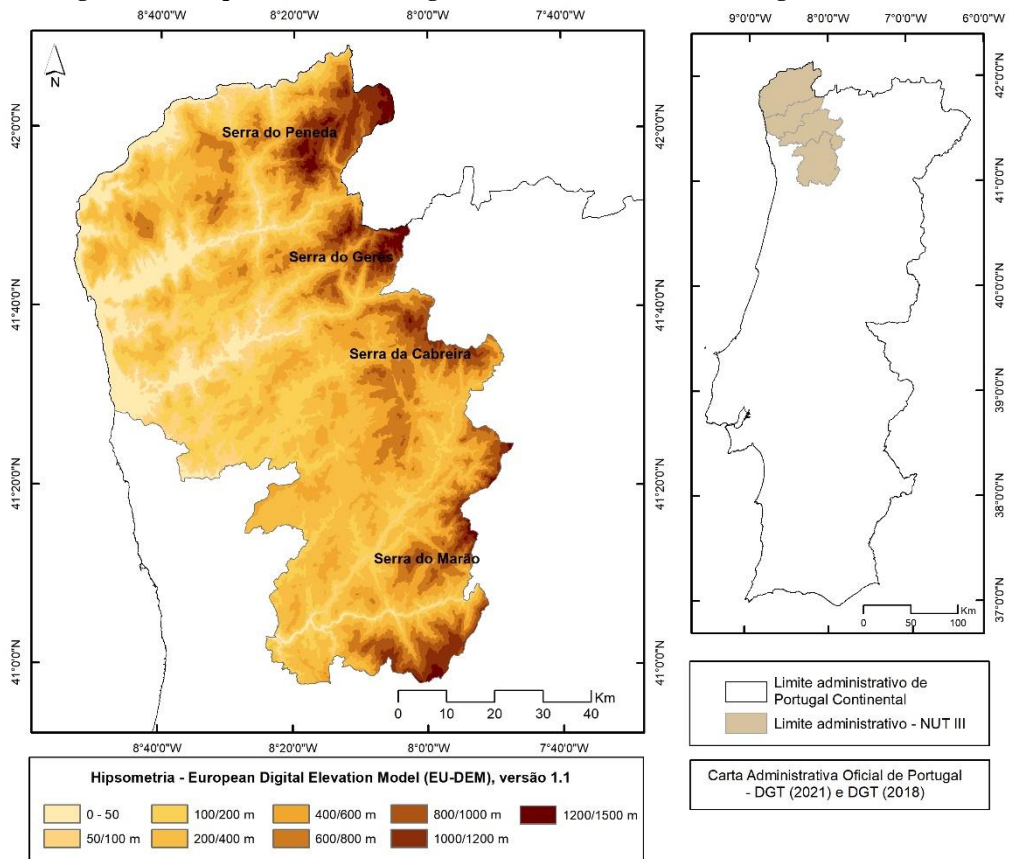 8°40'0"W 8°20'0"W 8°0'0"W 7°40'0"W
N
42°0'0"N
41°40'0"N
41°20'0"N
41°0'0"N
Serra do Peneda
Serra do Gerês
Serra da Cabreira
Serra do Marão
42°0'0"N
41°40'0"N
41°20'0"N
41°0'0"N
Km
0 10 20 30 40
8°40'0"W 8°20'0"W 8°0'0"W 7°40'0"W
Hipsometria - European Digital Elevation Model (EU-DEM), versão 1.1
0 - 50 100/200 m 400/600 m 800/1000 m 1200/1500 m
50/100 m 200/400 m 600/800 m 1000/1200 m
9°0'0"W 8°0'0"W 7°0'0"W 6°0'0"W
42°0'0"N
41°0'0"N
40°0'0"N
39°0'0"N
38°0'0"N
37°0'0"N
Km
0 50 100
Limite administrativo de
Portugal Continental
Limite administrativo - NUT III
Carta Administrativa Oficial de Portugal
- DGT (2021) e DGT (2018)